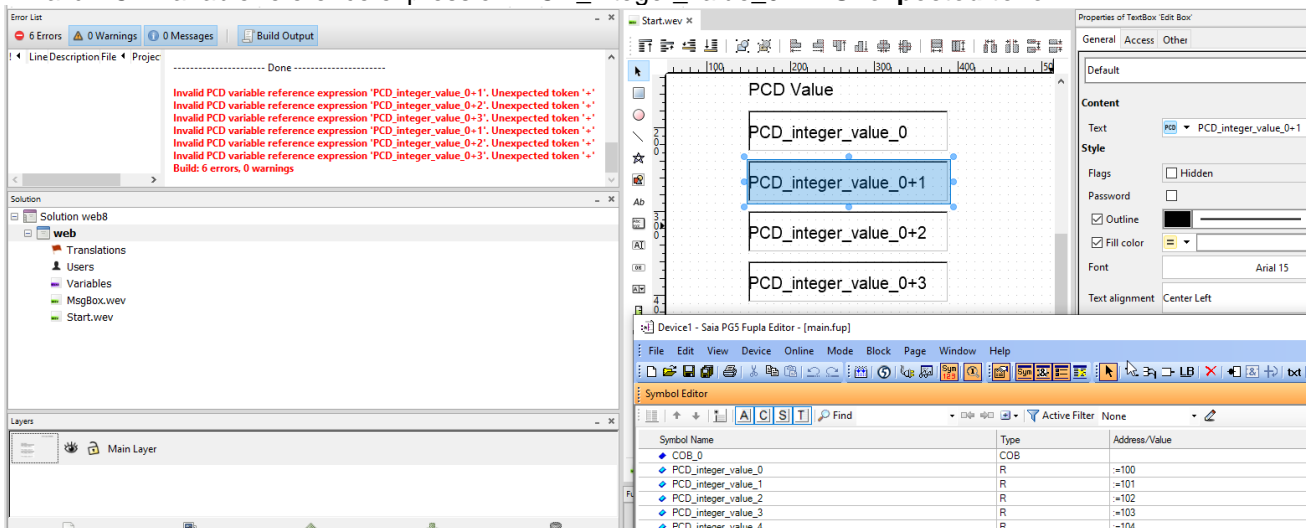 Error List
6 Errors 0 Warnings 0 Messages Build Output
! Line Description File Projec
---------------------- Done ----------------------
Invalid PCD variable reference expression 'PCD_integer_value_0+1'. Unexpected token '+'
Invalid PCD variable reference expression 'PCD_integer_value_0+2'. Unexpected token '+'
Invalid PCD variable reference expression 'PCD_integer_value_0+3'. Unexpected token '+'
Invalid PCD variable reference expression 'PCD_integer_value_0+1'. Unexpected token '+'
Invalid PCD variable reference expression 'PCD_integer_value_0+2'. Unexpected token '+'
Invalid PCD variable reference expression 'PCD_integer_value_0+3'. Unexpected token '+'
Build: 6 errors, 0 warnings
Solution
Solution web8
web
Translations
Users
Variables
MsgBox.wev
Start.wev
Layers
Main Layer
Start.wev
100 200 300 400
PCD Value
PCD_integer_value_0
PCD_integer_value_0+1
PCD_integer_value_0+2
PCD_integer_value_0+3
Properties of TextBox 'Edit Box'
General Access Other
Default
Content
Text PCD PCD_integer_value_0+1
Style
Flags Hidden
Password
Outline
Fill color =
Font Arial 15
Text alignment Center Left
Device1 - Saia PG5 Fupla Editor - [main.fup]
File Edit View Device Online Mode Block Page Window Help
Symbol Editor
A C S T Find Active Filter None
Symbol Name Type Address/Value
COB_0 COB
PCD_integer_value_0 R :=100
PCD_integer_value_1 R :=101
PCD_integer_value_2 R :=102
PCD_integer_value_3 R :=103
PCD_integer_value_4 R :=104